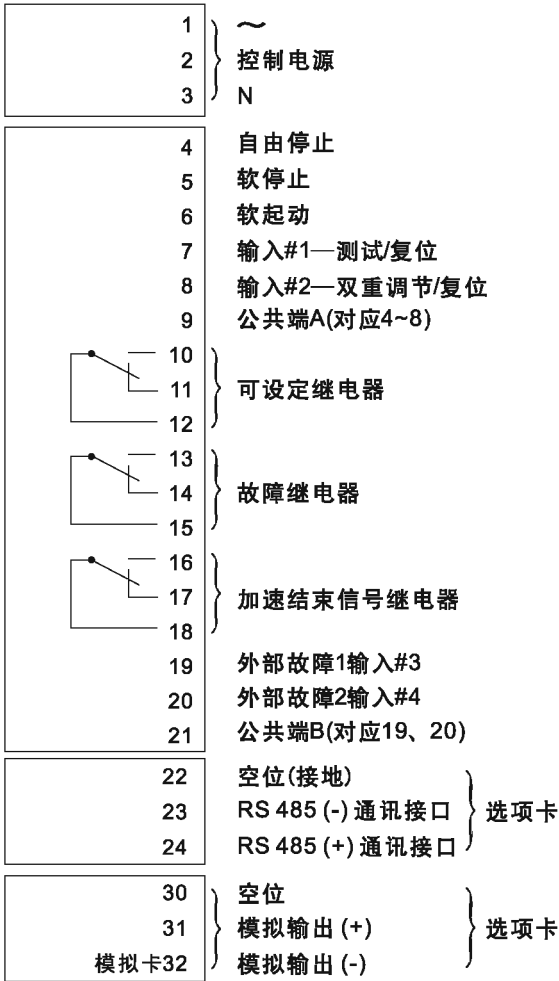 1 ～
2 控制电源
3 N
4 自由停止
5 软停止
6 软起动
7 输入#1—测试/复位
8 输入#2—双重调节/复位
9 公共端A(对应4~8)
10
11 可设定继电器
12
13
14 故障继电器
15
16
17 加速结束信号继电器
18
19 外部故障1输入#3
20 外部故障2输入#4
21 公共端B(对应19、20)
22 空位(接地)
23 RS 485 (-) 通讯接口 选项卡
24 RS 485 (+) 通讯接口
30 空位
31 模拟输出 (+) 选项卡
模拟卡32 模拟输出 (-)